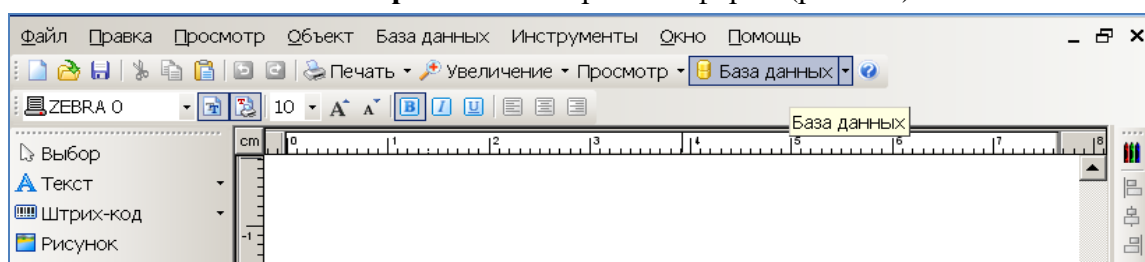 Файл Правка Просмотр Объект База данных Инструменты Окно Помощь
Печать Увеличение Просмотр База данных
ZEBRA 0 10 A A B I U
База данных
cm 0 1 2 3 4 5 6 7 8
Выбор
Текст
Штрих-код
Рисунок
-1